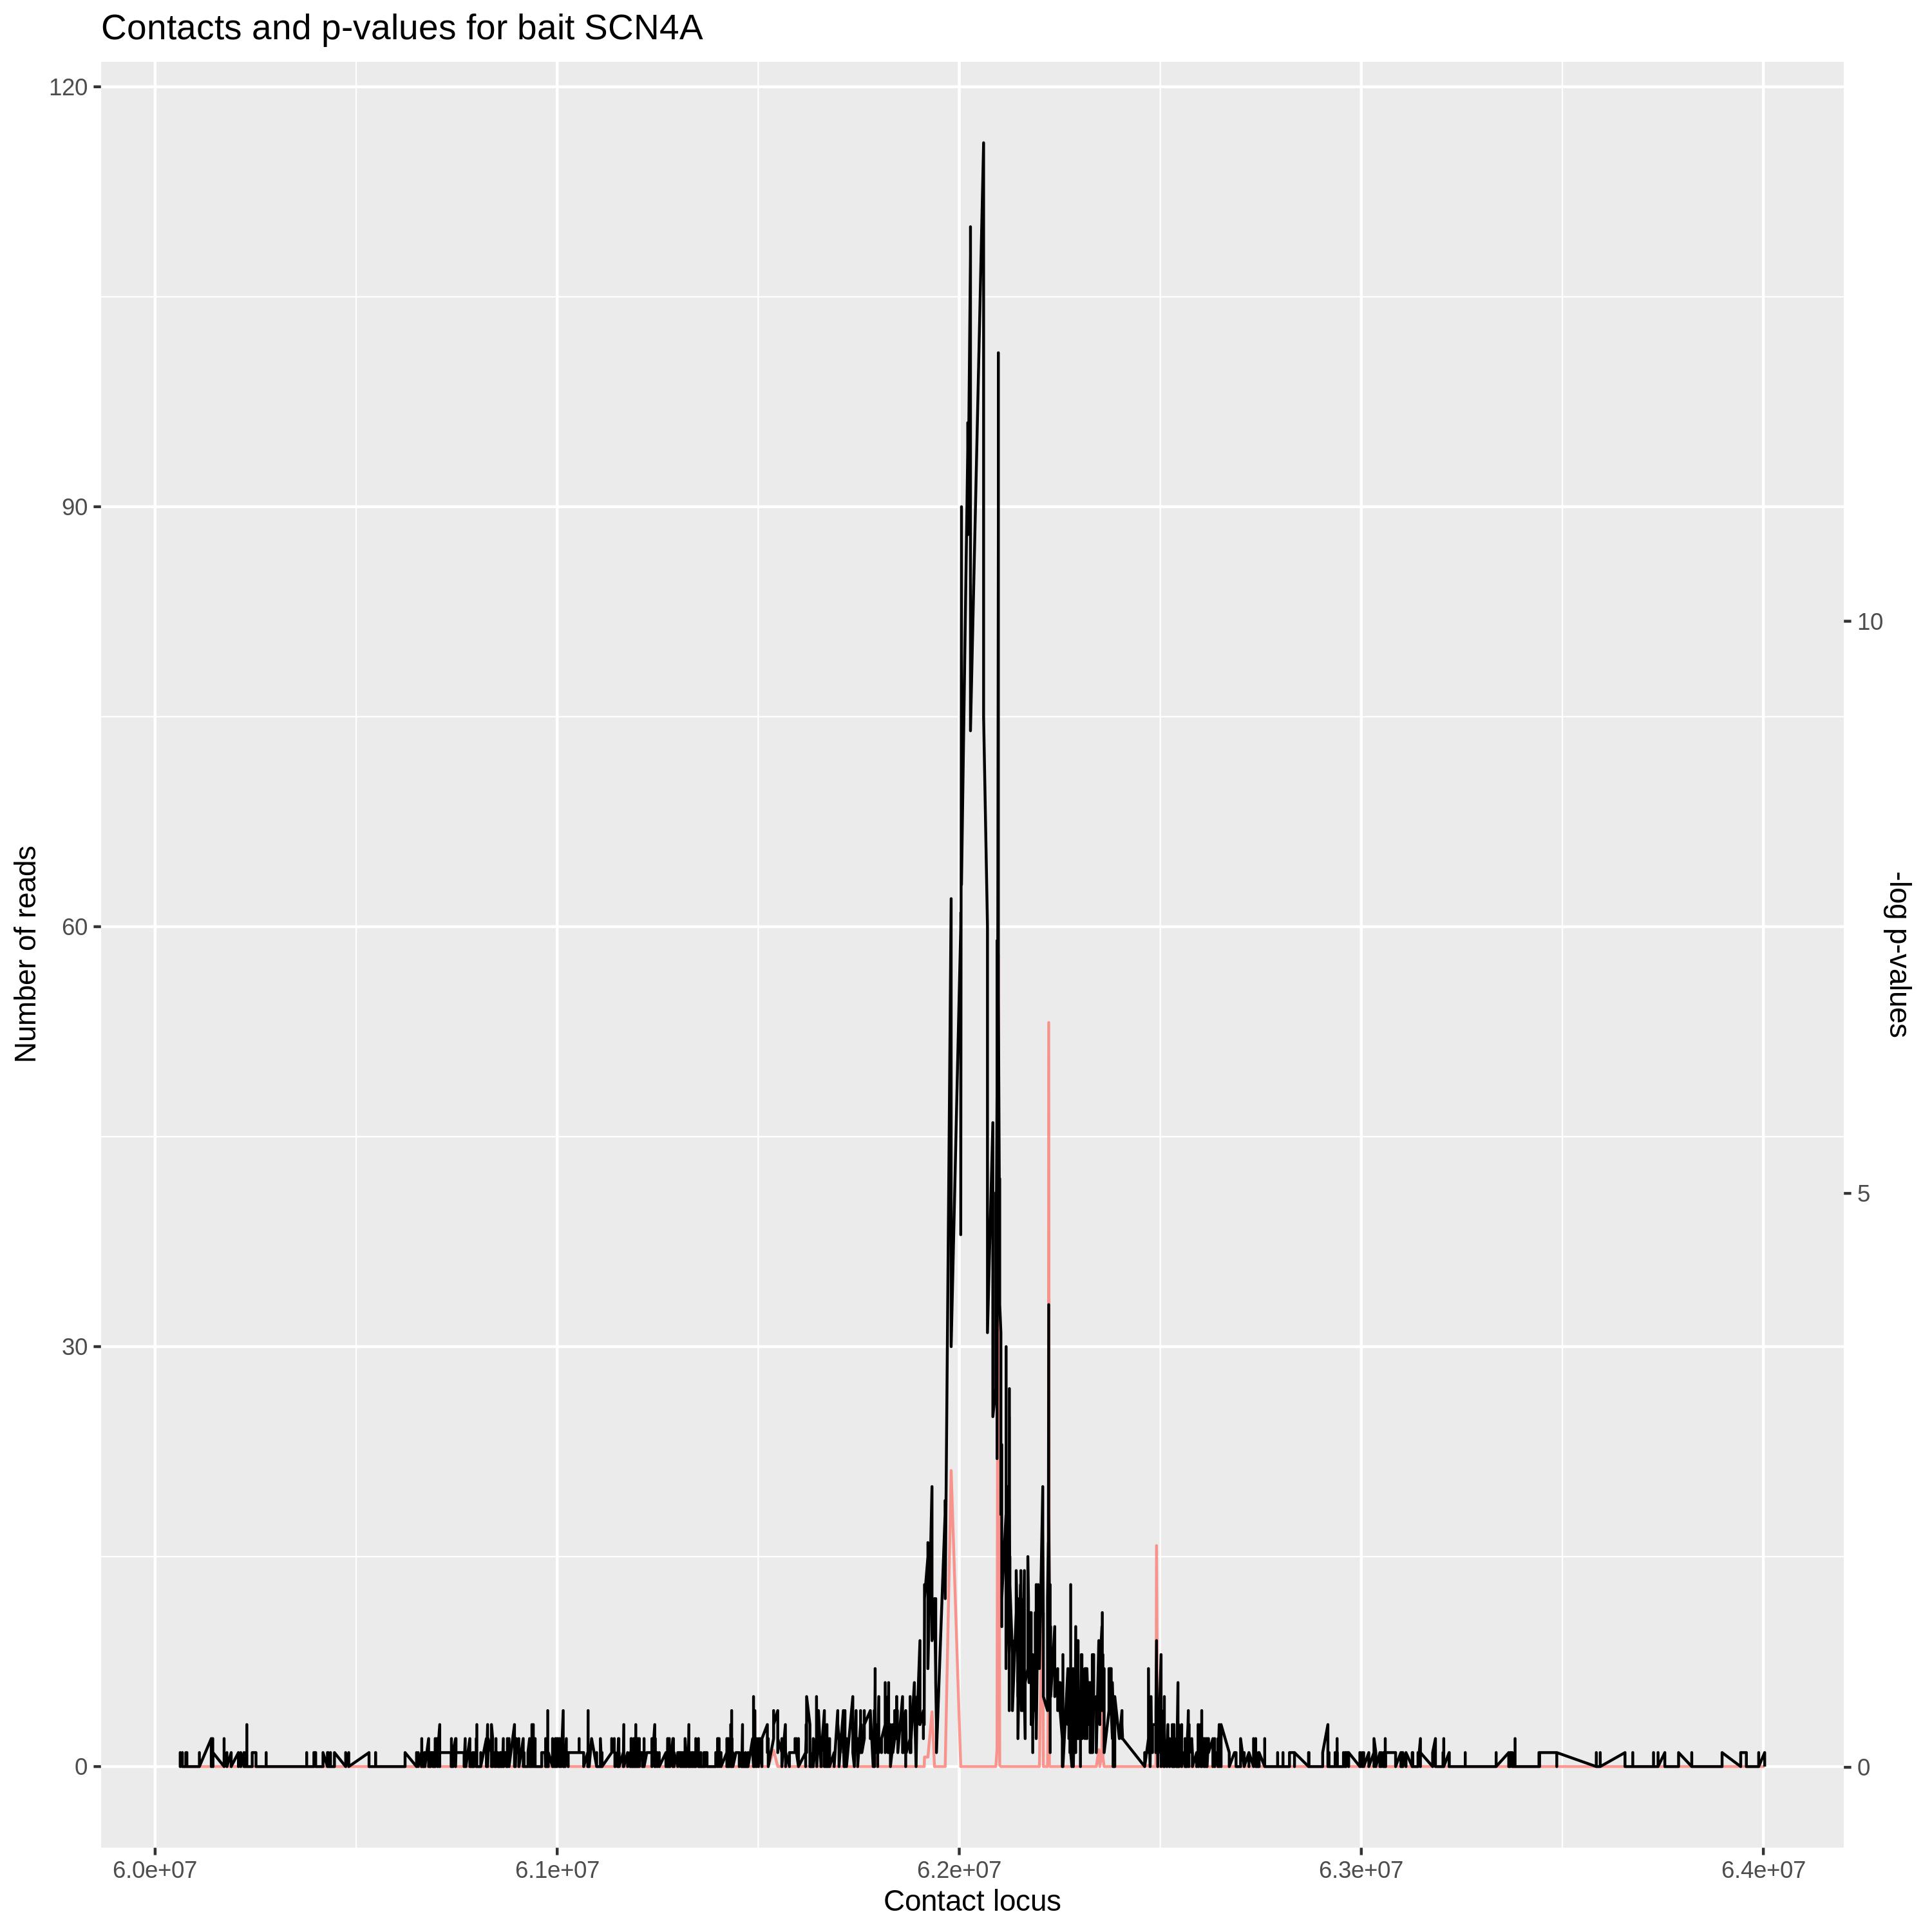 Contacts and p-values for bait SCN4A
120
90
60
30
0
Number of reads
10
5
0
-log p-values
6.0e+07
6.1e+07
6.2e+07
6.3e+07
6.4e+07
Contact locus